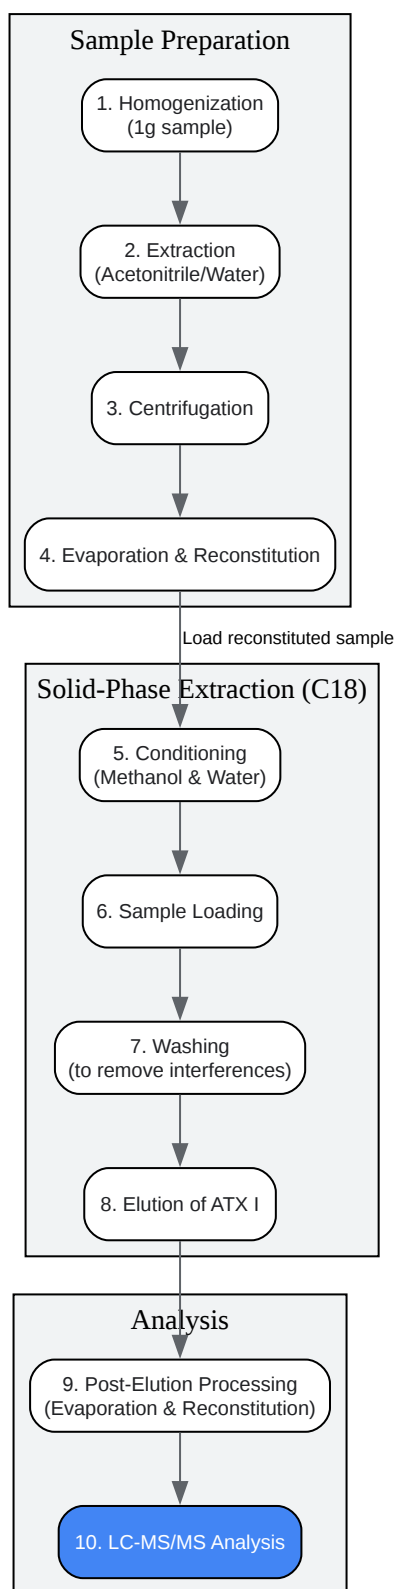 Sample Preparation
1. Homogenization
(1g sample)
2. Extraction
(Acetonitrile/Water)
3. Centrifugation
4. Evaporation & Reconstitution
Load reconstituted sample
Solid-Phase Extraction (C18)
5. Conditioning
(Methanol & Water)
6. Sample Loading
7. Washing
(to remove interferences)
8. Elution of ATX I
Analysis
9. Post-Elution Processing
(Evaporation & Reconstitution)
10. LC-MS/MS Analysis